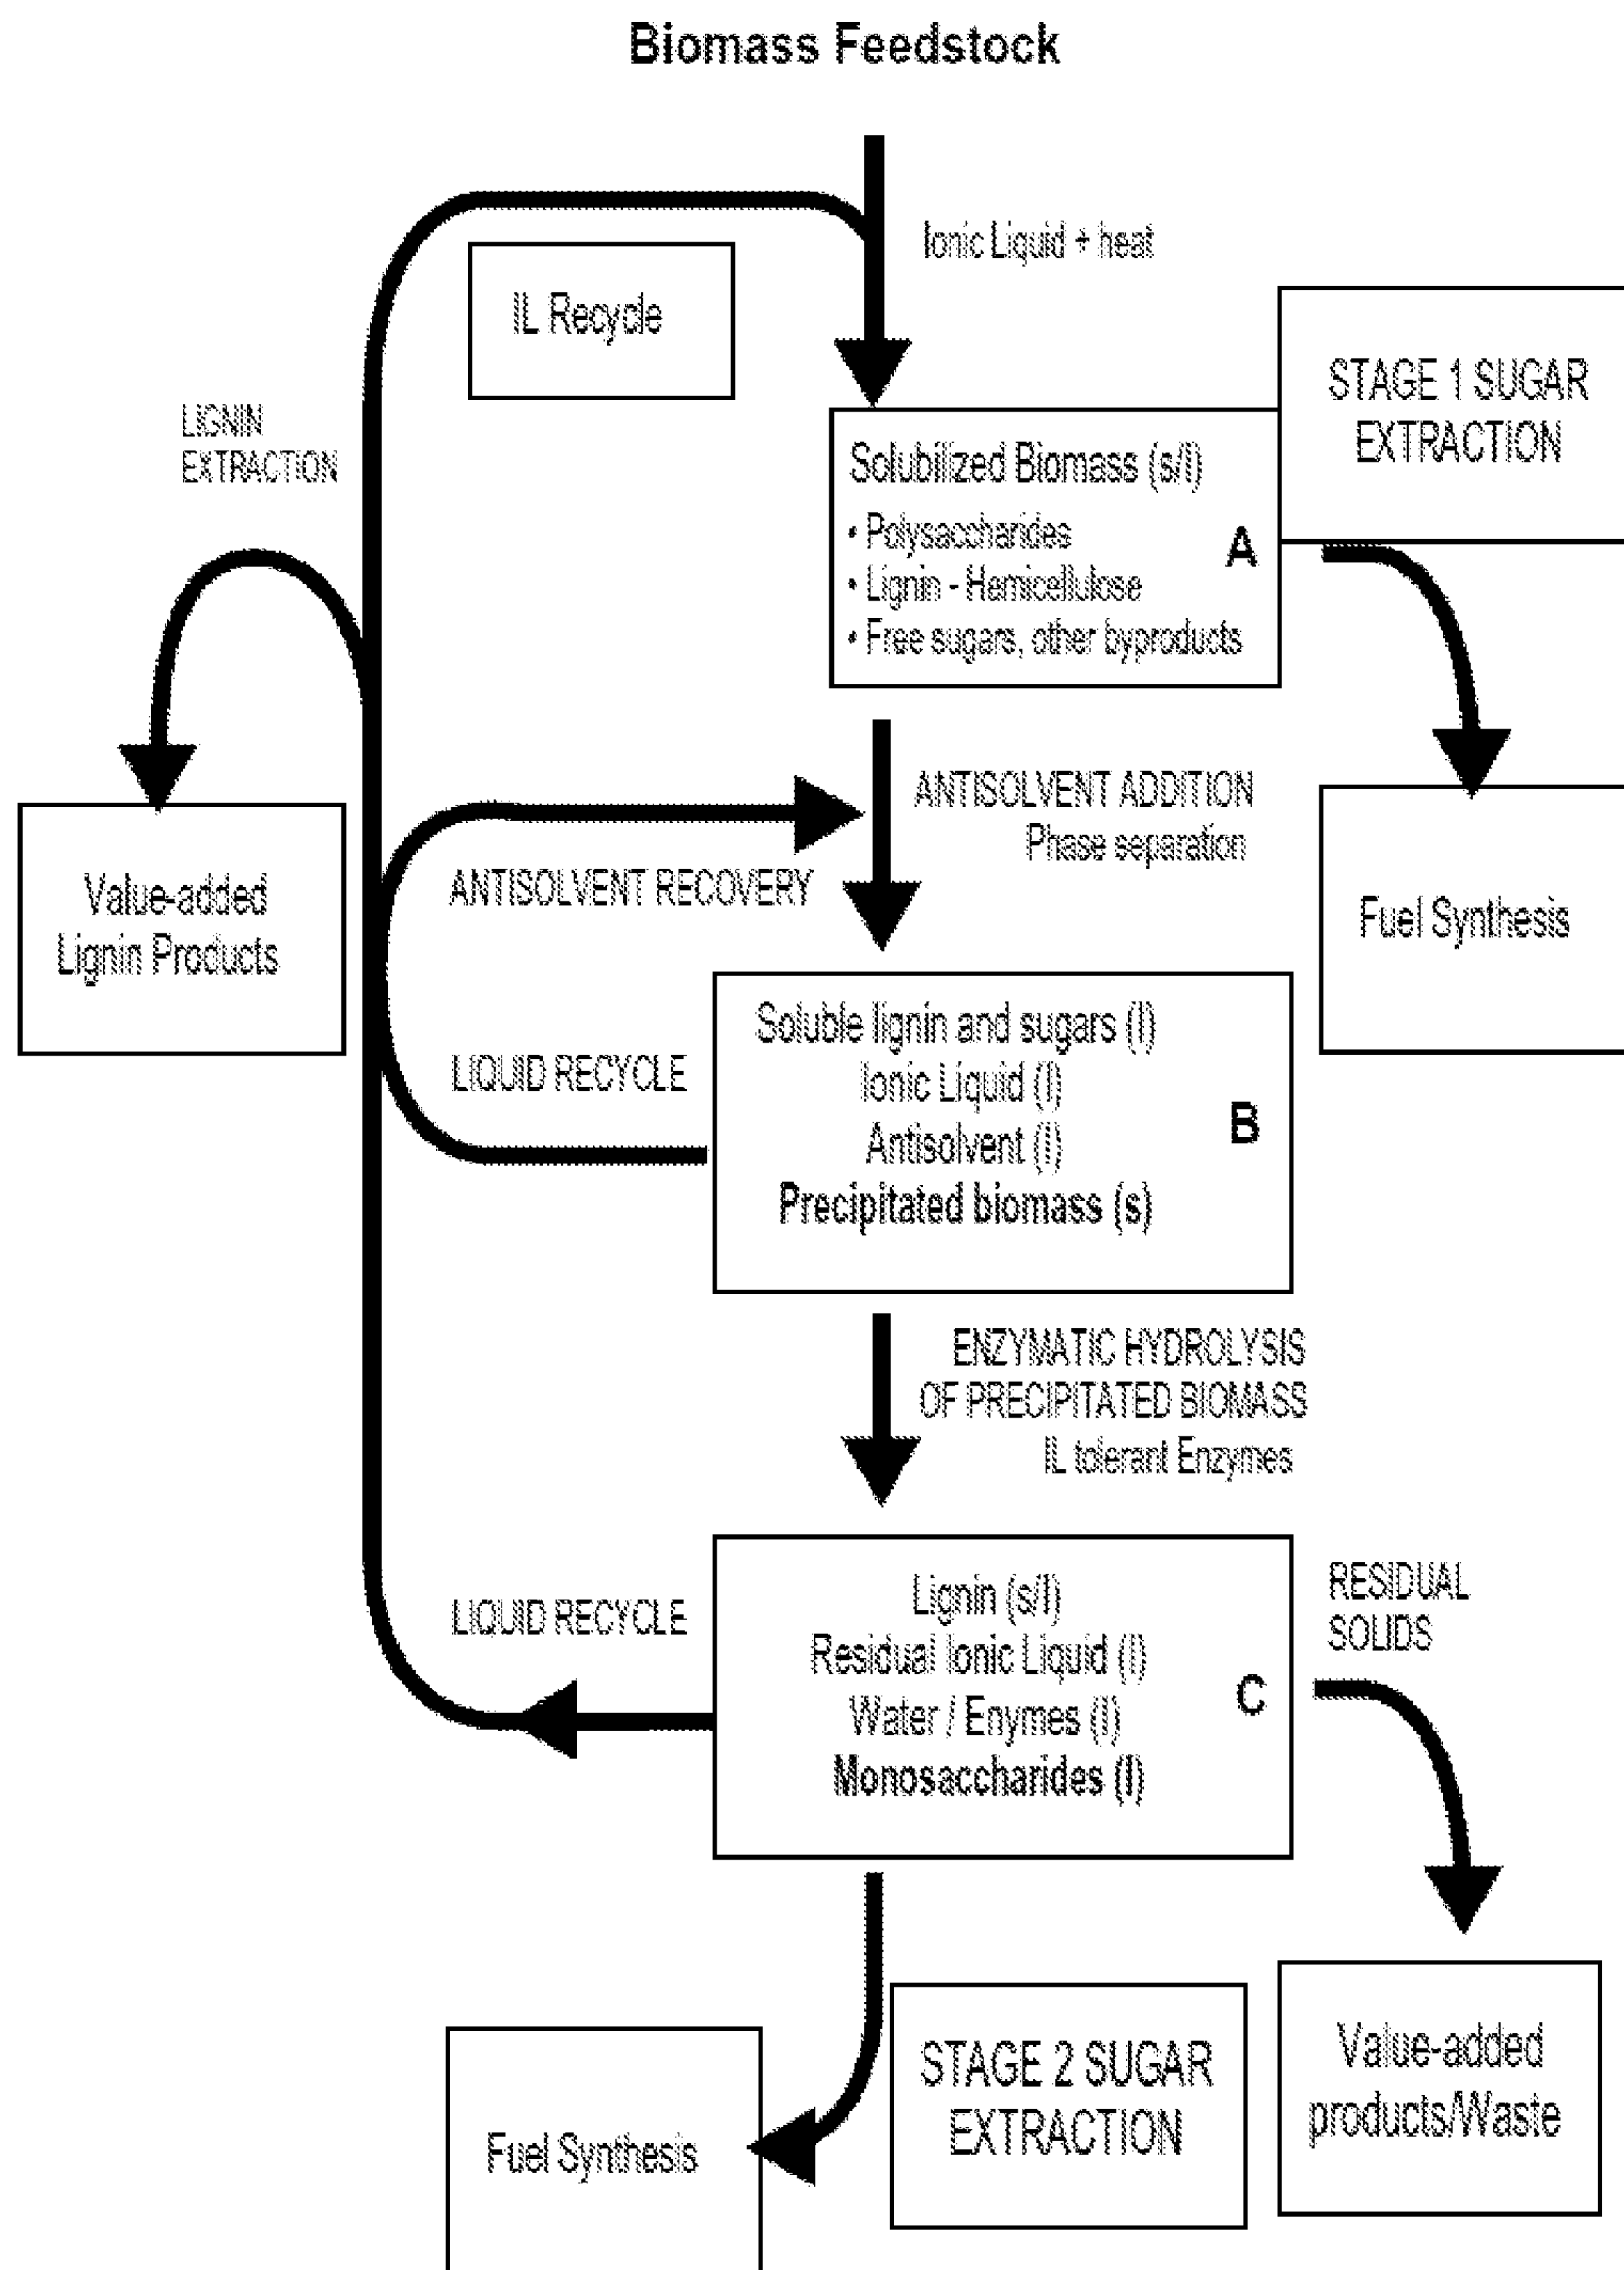 Biomass Feedstock
Ionic Liquid + heat
IL Recycle
STAGE 1 SUGAR
EXTRACTION
LIGNIN
EXTRACTION
Solubilized Biomass (s/l)
• Polysaccharides
• Lignin - Hemicellulose
• Free sugars, other byproducts
A
ANTISOLVENT ADDITION
Phase separation
ANTISOLVENT RECOVERY
Value-added
Lignin Products
Fuel Synthesis
LIQUID RECYCLE
Soluble lignin and sugars (l)
Ionic Liquid (l)
Antisolvent (l)
Precipitated biomass (s)
B
ENZYMATIC HYDROLYSIS
OF PRECIPITATED BIOMASS
IL tolerant Enzymes
LIQUID RECYCLE
Lignin (s/l)
Residual Ionic Liquid (l)
Water / Enymes (l)
Monosaccharides (l)
C
RESIDUAL
SOLIDS
Fuel Synthesis
STAGE 2 SUGAR
EXTRACTION
Value-added
products/Waste